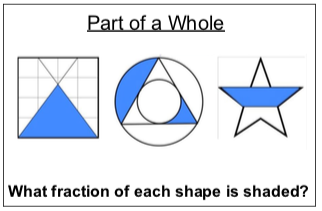 Part of a Whole
What fraction of each shape is shaded?